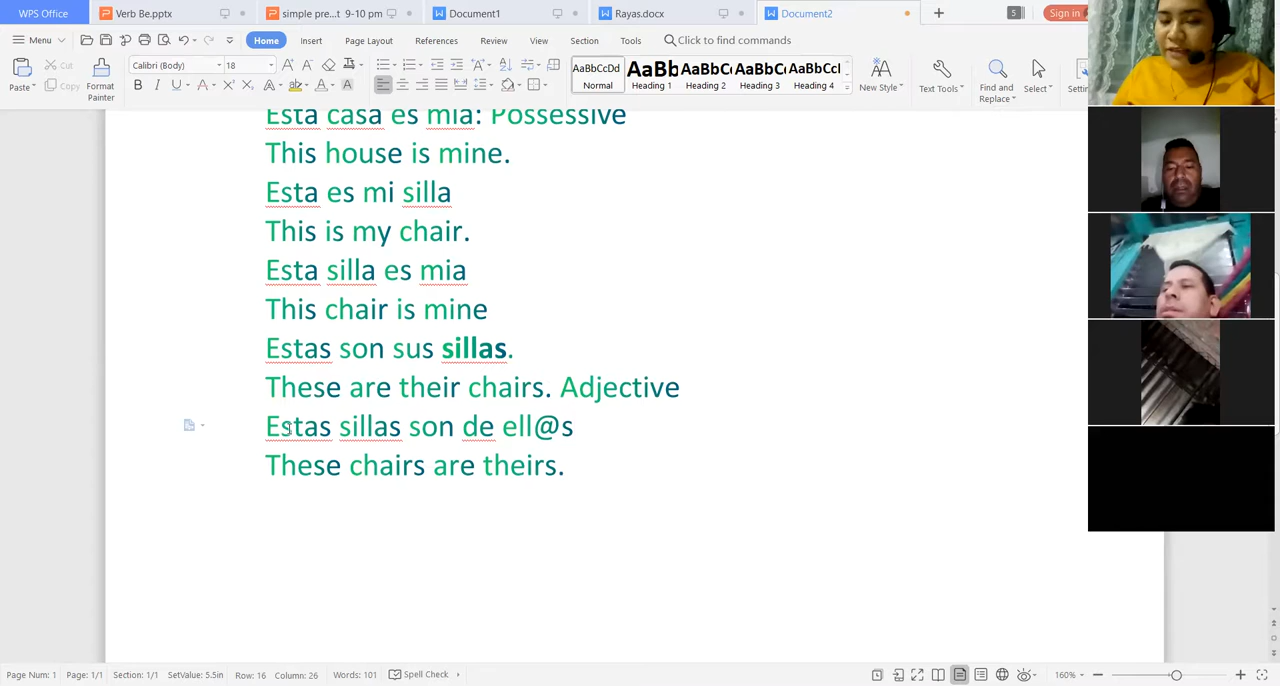 WPS Office
Verb Be.pptx
simple pre... t 9-10 pm
Document1
Rayas.docx
Document2
5
Sign in
Menu
Home
Insert
Page Layout
References
Review
View
Section
Tools
Click to find commands
Paste
Cut
Copy
Format
Painter
Calibri (Body)
18
AaBbCcDd
Normal
AaBb
Heading 1
AaBbC
Heading 2
AaBbC
Heading 3
AaBbCcI
Heading 4
New Style
Text Tools
Find and
Replace
Select
Settin
Esta casa es mia: Possessive
This house is mine.
Esta es mi silla
This is my chair.
Esta silla es mia
This chair is mine
Estas son sus sillas.
These are their chairs. Adjective
Estas sillas son de ell@s
These chairs are theirs.
Page Num: 1 Page: 1/1 Section: 1/1 SetValue: 5.5in Row: 16 Column: 26 Words: 101 Spell Check 160%